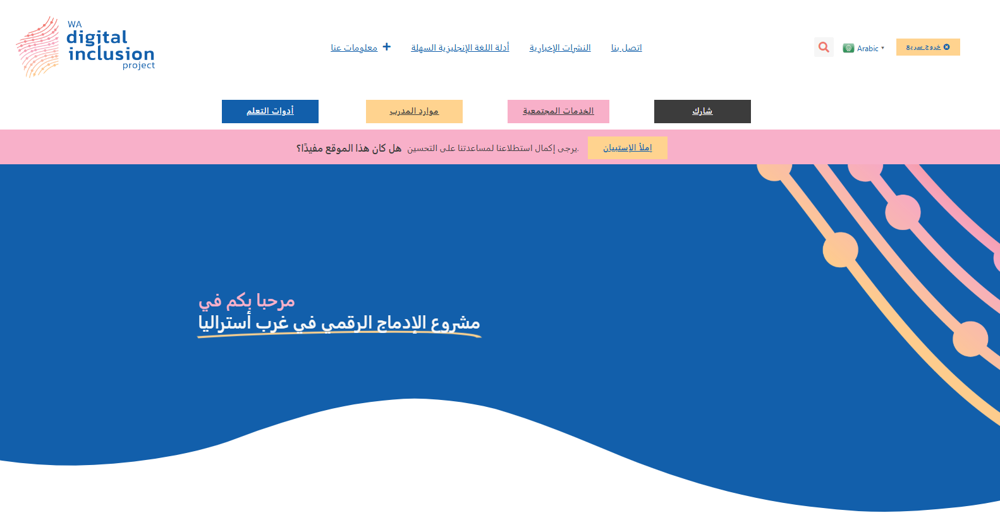 WA
digital
inclusion
project
معلومات عنا
أدلة اللغة الإنجليزية السهلة
النشرات الإخبارية
اتصل بنا
Arabic
خروج سريع
أدوات التعلم
موارد المدرب
الخدمات المجتمعية
شارك
هل كان هذا الموقع مفيدًا؟
يرجى إكمال استطلاعنا لمساعدتنا على التحسين.
إملأ الإستبيان
مرحبا بكم في
مشروع الإدماج الرقمي في غرب أستراليا